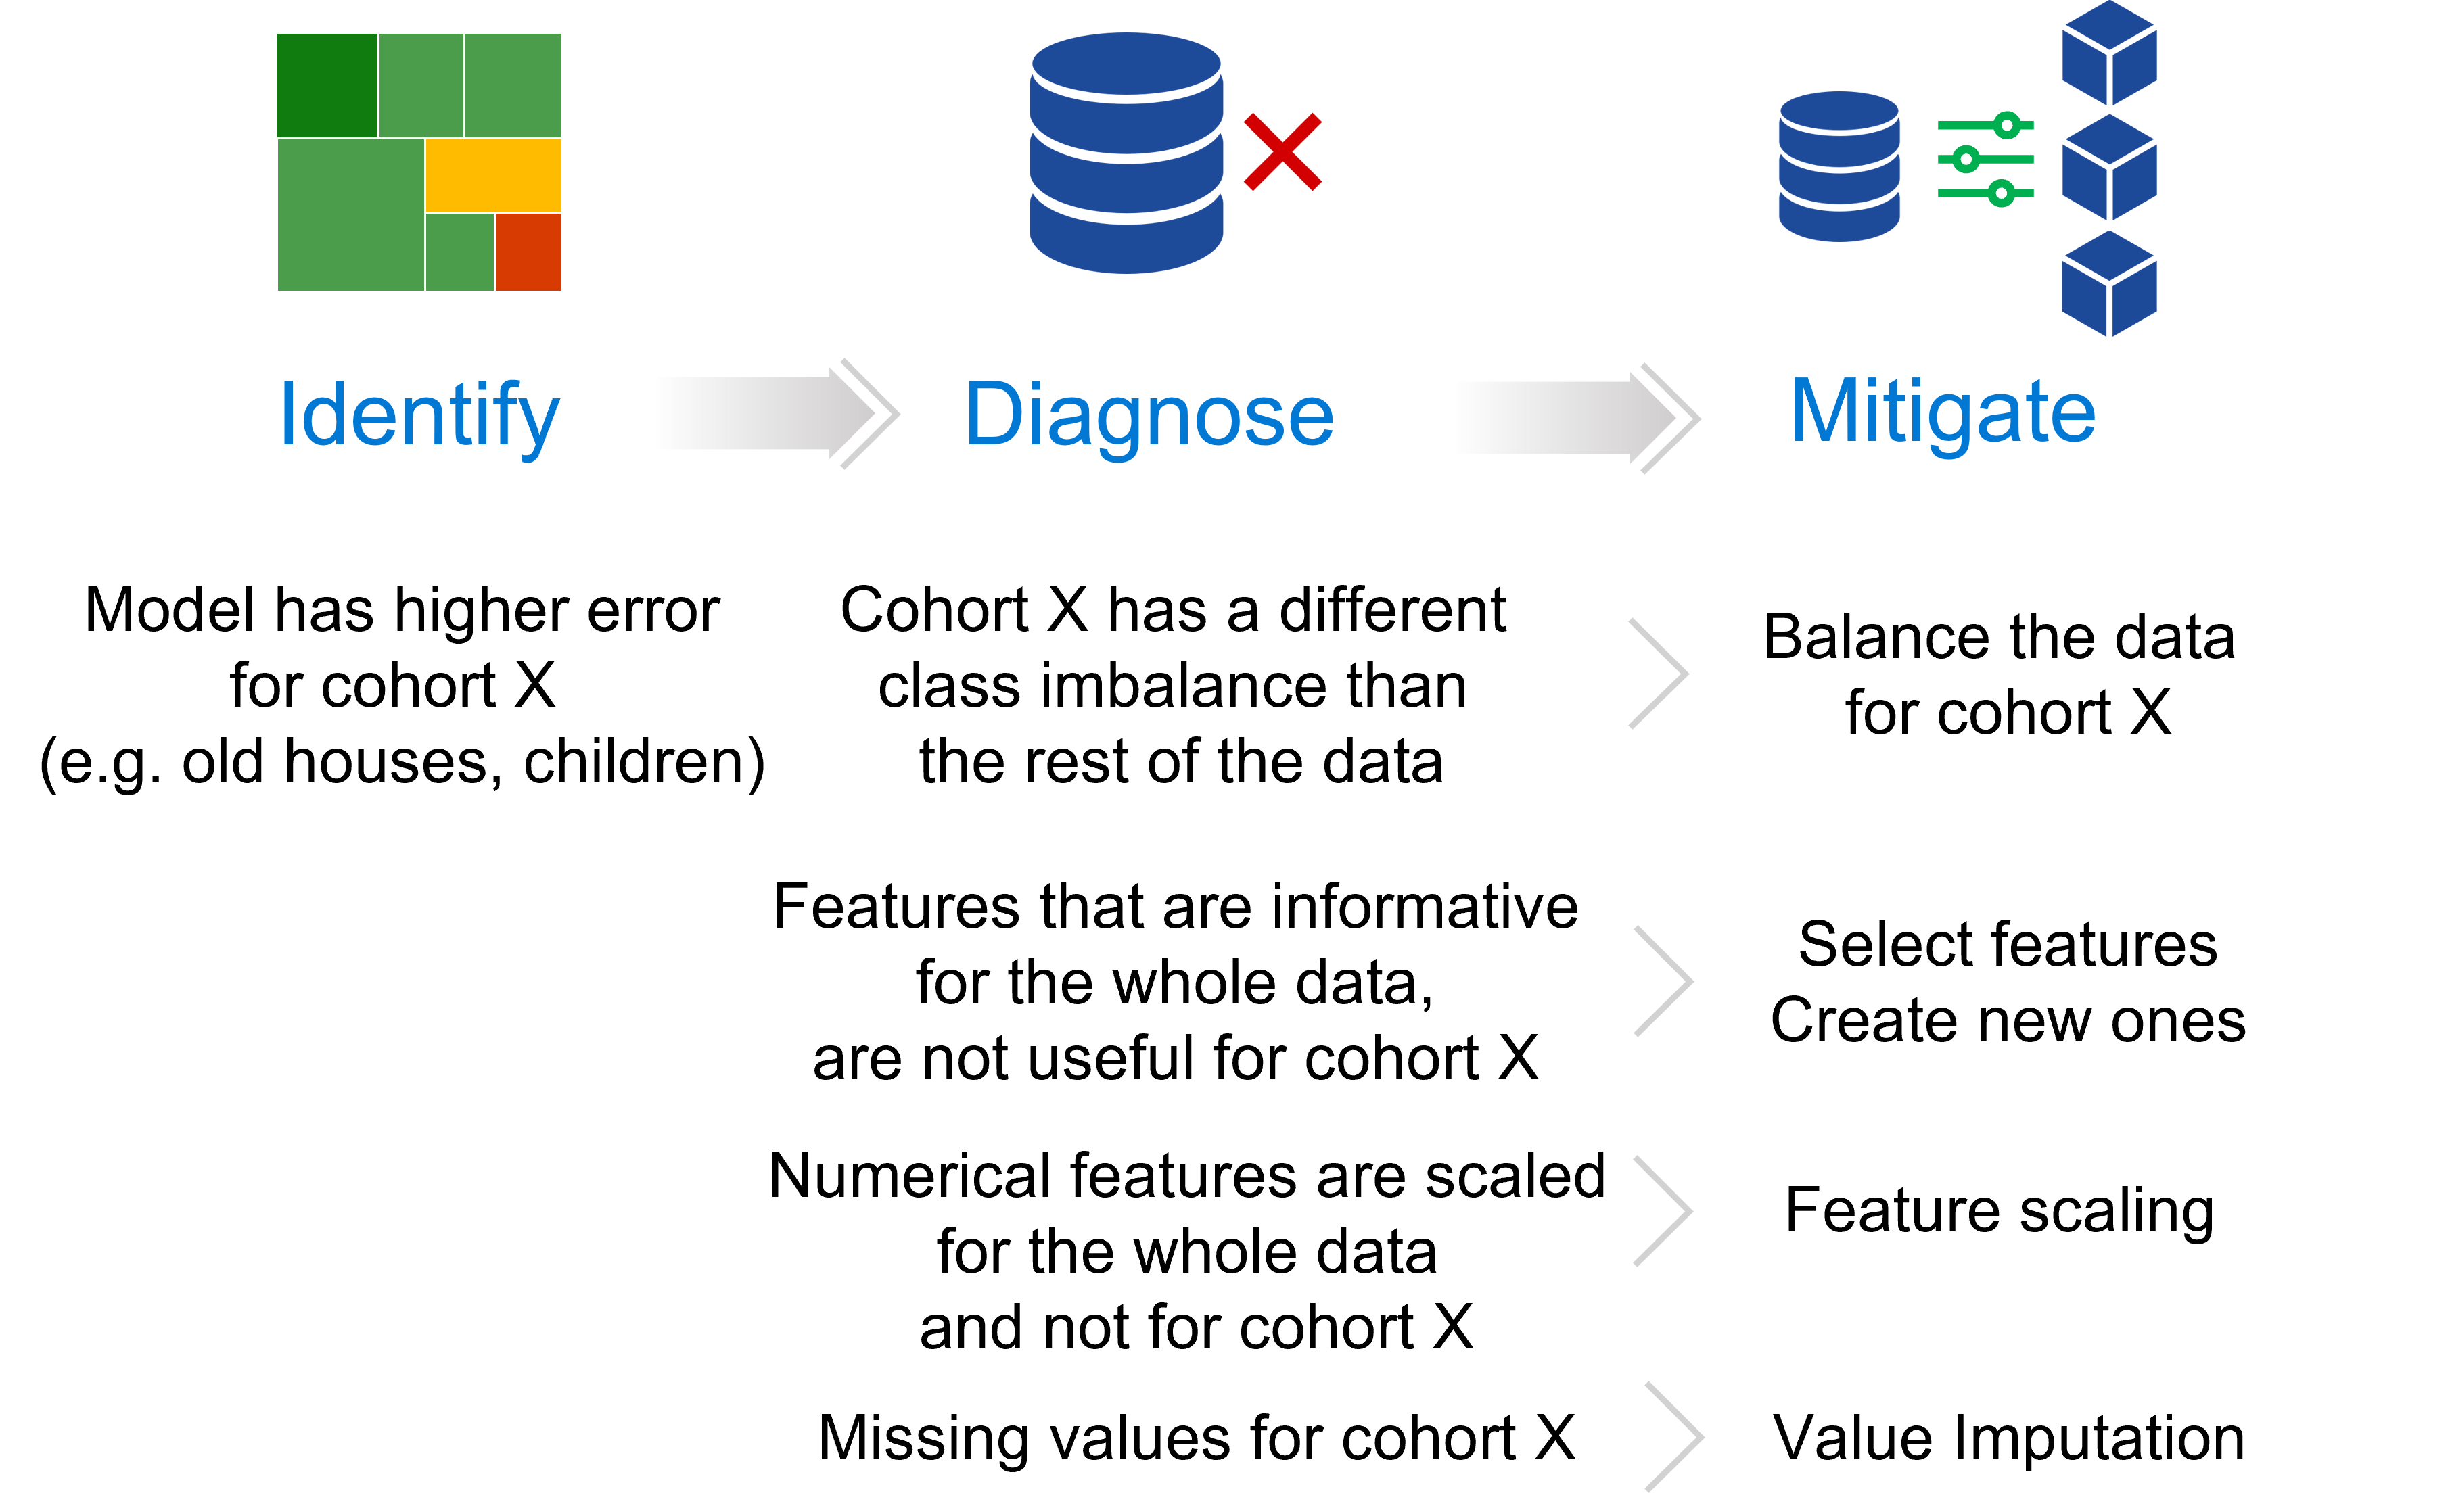 Identify
Diagnose
Mitigate
Model has higher error
for cohort X
(e.g. old houses, children)
Cohort X has a different
class imbalance than
the rest of the data
Balance the data
for cohort X
Features that are informative
for the whole data,
are not useful for cohort X
Select features
Create new ones
Numerical features are scaled
for the whole data
and not for cohort X
Feature scaling
Missing values for cohort X
Value Imputation